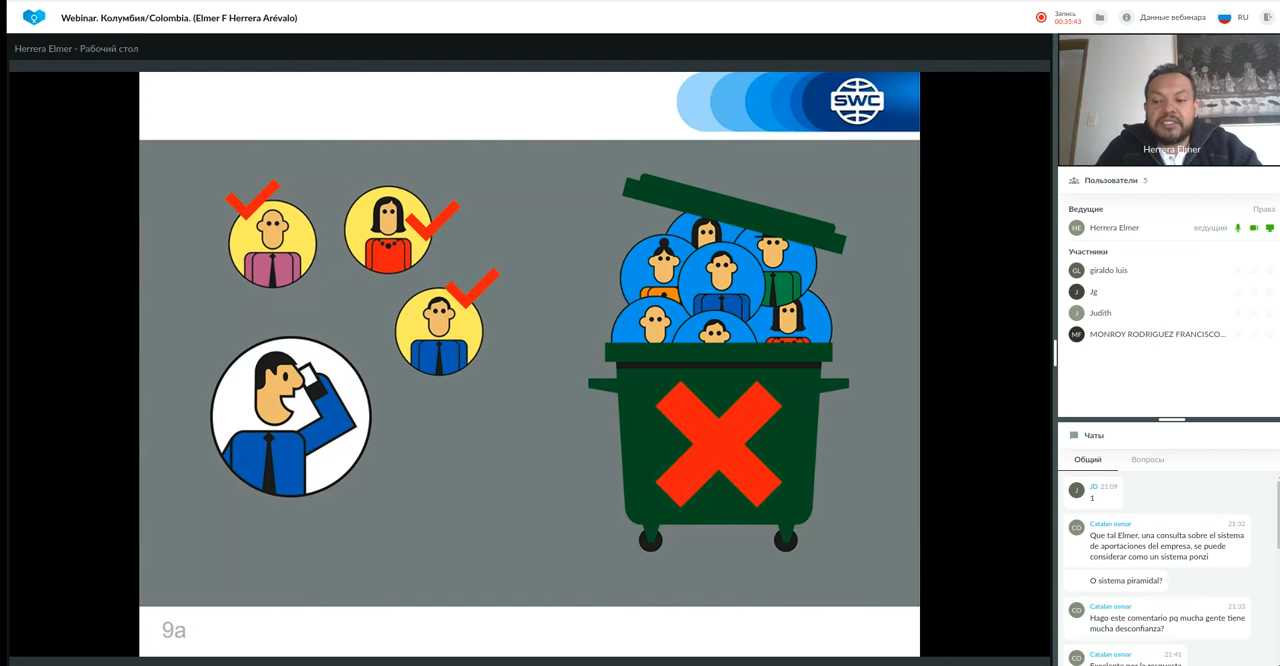 Webinar. Колумбия/Colombia. (Elmer F Herrera Arévalo)
Запись
00:35:43
Данные вебинара
RU
Herrera Elmer - Рабочий стол
SWC
9a
Herrera Elmer
Пользователи 5
Ведущие
Права
HE Herrera Elmer ведущий
Участники
GL giraldo luis
J Jg
J Judith
MF MONROY RODRIGUEZ FRANCISCO...
Чаты
Общий Вопросы
J JD 21:09
1
CO Catalan osmar 21:32
Que tal Elmer, una consulta sobre el sistema
de aportaciones del empresa, se puede
considerar como un sistema ponzi
O sistema piramidal?
CO Catalan osmar 21:33
Hago este comentario pq mucha gente tiene
mucha desconfianza?
CO Catalan osmar 21:41
Excelente por la respuesta